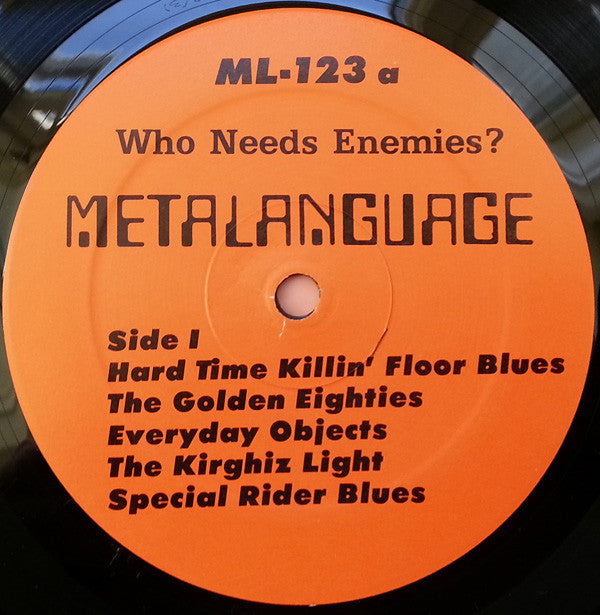 ML-123 a
Who Needs Enemies?
METALANGUAGE
Side I
Hard Time Killin' Floor Blues
The Golden Eighties
Everyday Objects
The Kirghiz Light
Special Rider Blues